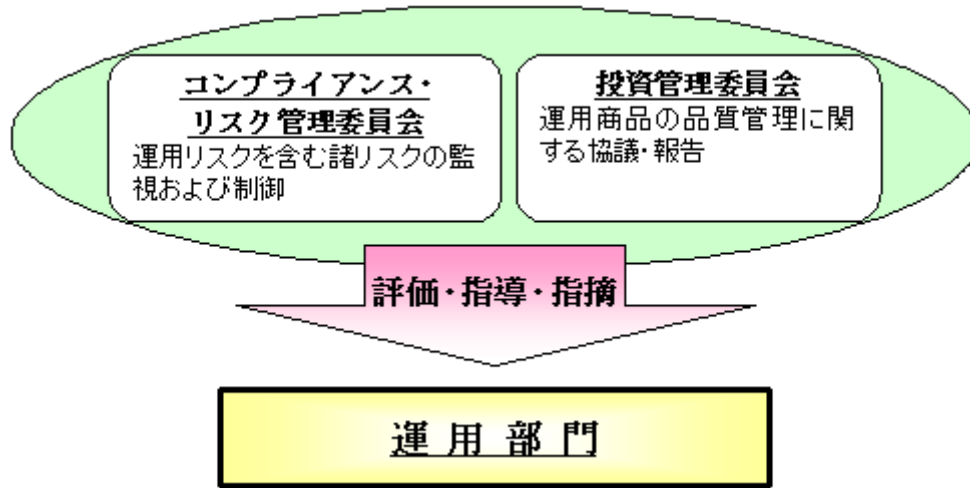 コンプライアンス・
リスク管理委員会
運用リスクを含む諸リスクの監
視および制御
投資管理委員会
運用商品の品質管理に関
する協議・報告
評価・指導・指摘
運用部門